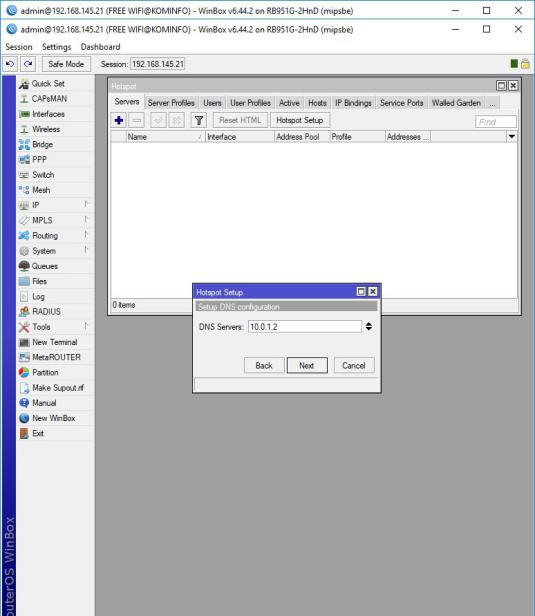 admin@192.168.145.21 (FREE WIFI@KOMINFO) - WinBox v6.44.2 on RB951G-2HnD (mipsbe)
admin@192.168.145.21 (FREE WIFI@KOMINFO) - WinBox v6.44.2 on RB951G-2HnD (mipsbe)
Session Settings Dashboard
Safe Mode Session: 192.168.145.21
Quick Set
CAPsMAN
Interfaces
Wireless
Bridge
PPP
Switch
Mesh
IP
MPLS
Routing
System
Queues
Files
Log
RADIUS
Tools
New Terminal
MetaROUTER
Partition
Make Supout.rif
Manual
New WinBox
Exit
Hotspot
Servers Server Profiles Users User Profiles Active Hosts IP Bindings Service Ports Walled Garden ...
Reset HTML Hotspot Setup Find
Name / Interface Address Pool Profile Addresses ...
0 items
Hotspot Setup
Setup DNS configuration
DNS Servers: 10.0.1.2
Back Next Cancel
outerOS WinBox